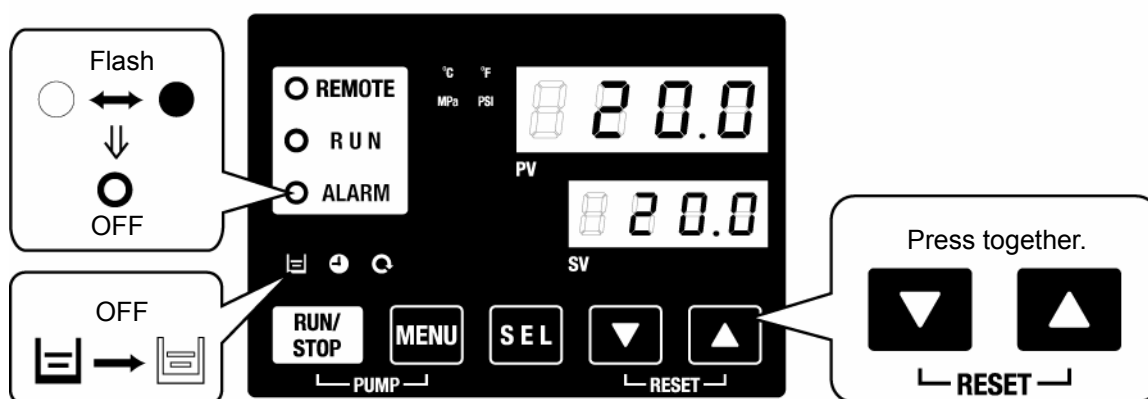 Flash
OFF
REMOTE
RUN
ALARM
°C °F
MPa PSI
20.0
PV
20.0
SV
OFF
RUN/
STOP
MENU
SEL
PUMP
RESET
Press together.
RESET